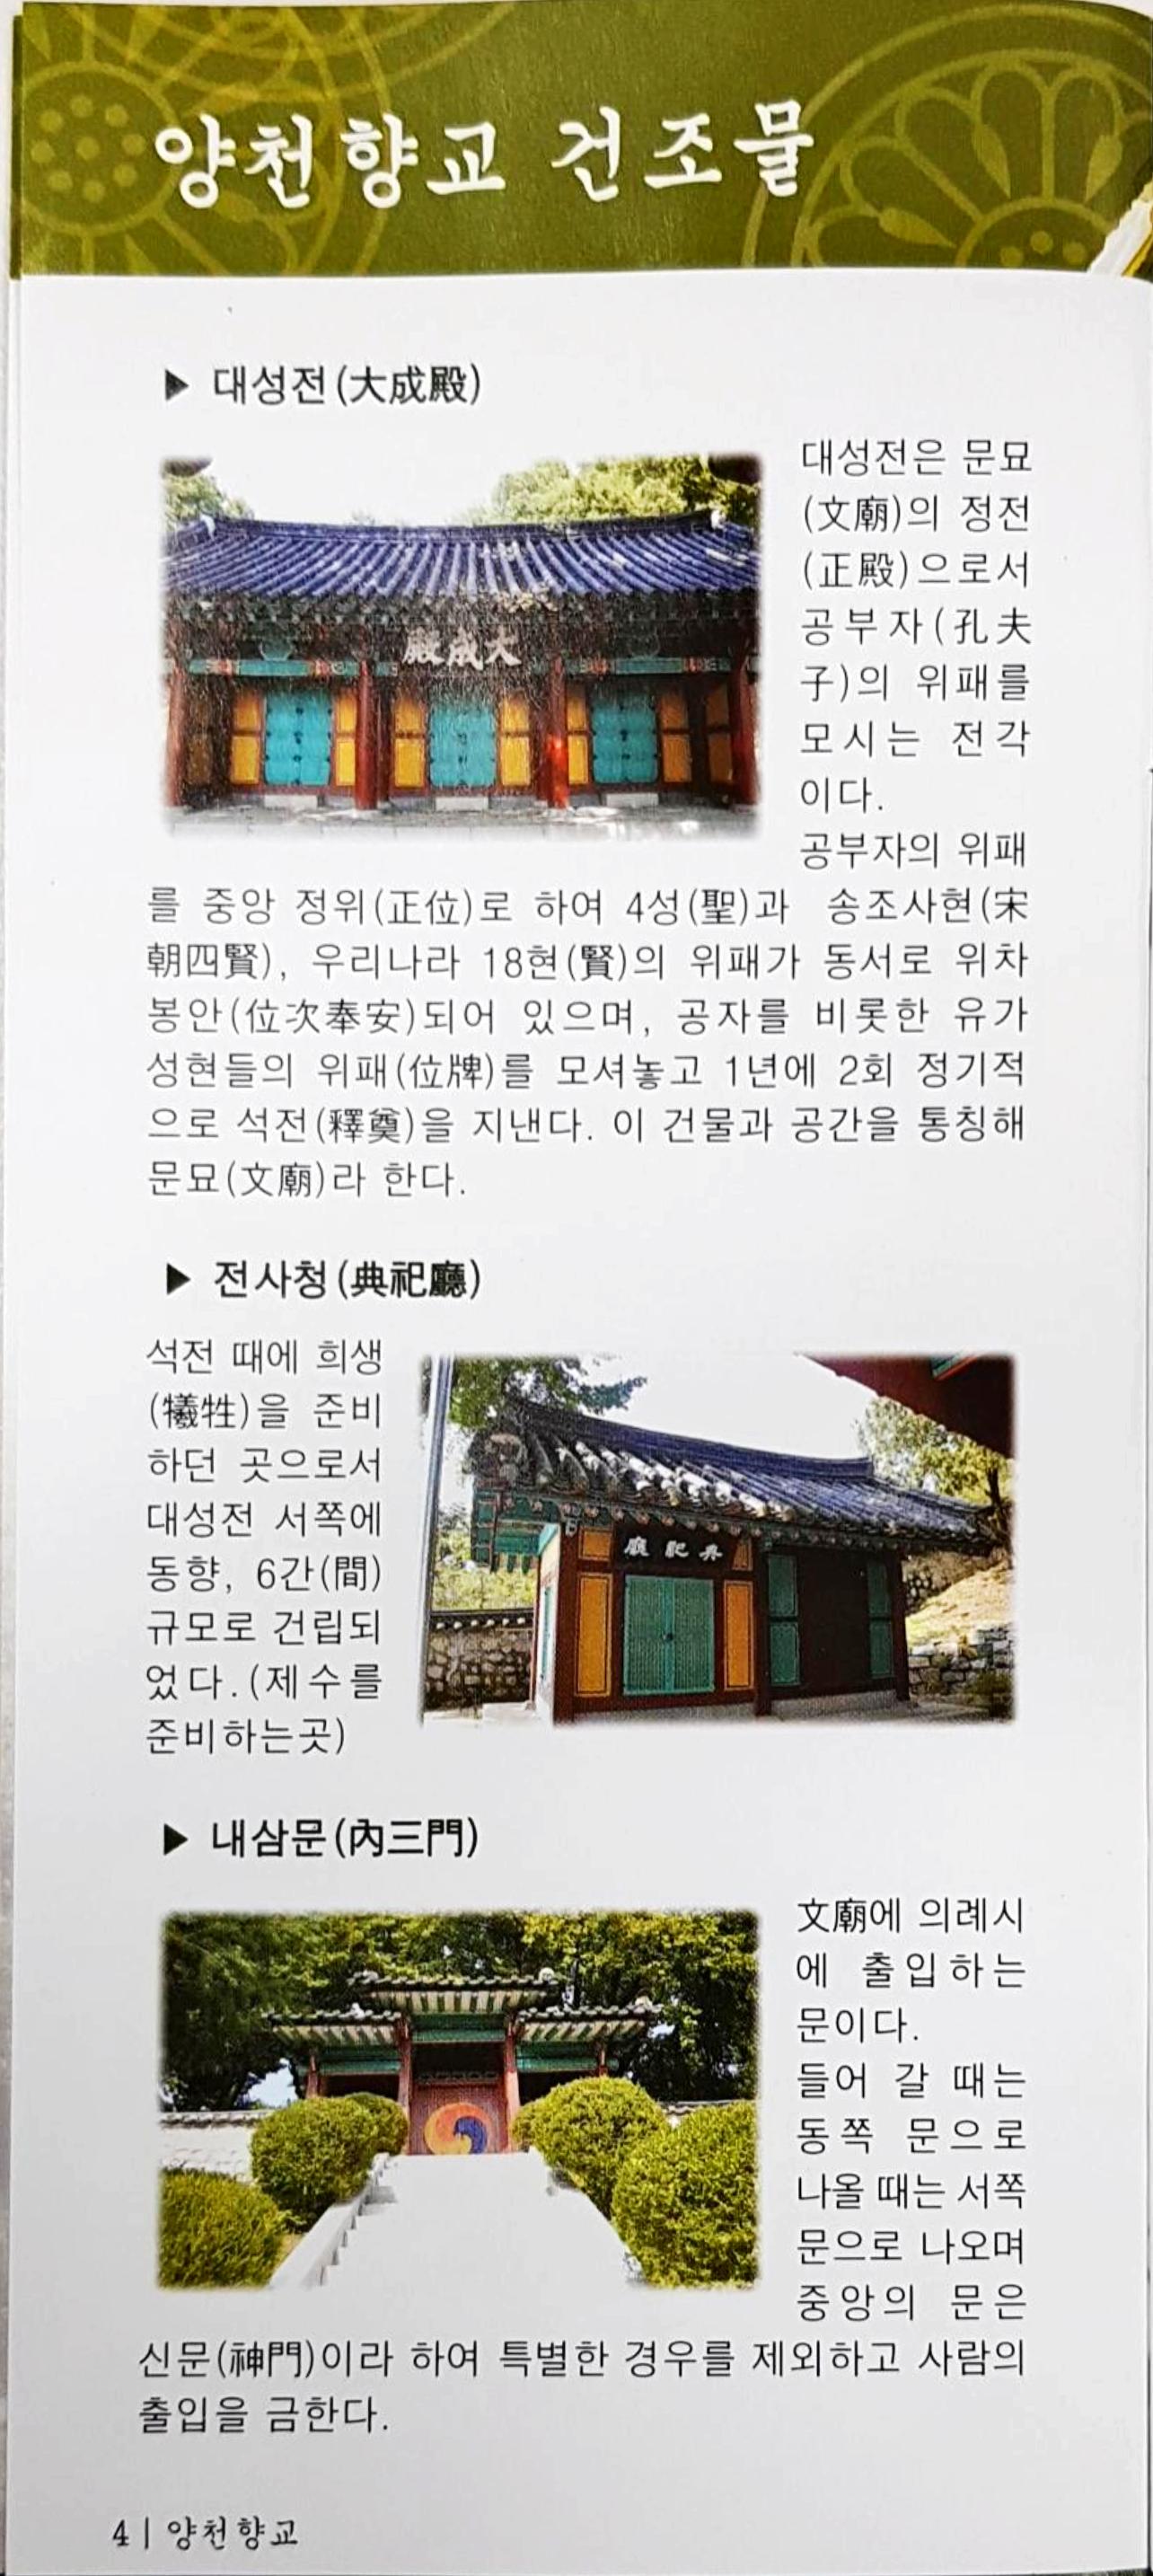 양천향교 건조물
▶ 대성전(大成殿)
大成殿
대성전은 문묘
(文廟)의 정전
(正殿)으로서
공부자(孔夫
子)의 위패를
모시는 전각
이다.
공부자의 위패
를 중앙 정위(正位)로 하여 4성(聖)과 송조사현(宋
朝四賢), 우리나라 18현(賢)의 위패가 동서로 위차
봉안(位次奉安)되어 있으며, 공자를 비롯한 유가
성현들의 위패(位牌)를 모셔놓고 1년에 2회 정기적
으로 석전(釋奠)을 지낸다. 이 건물과 공간을 통칭해
문묘(文廟)라 한다.
▶ 전사청(典祀廳)
석전 때에 희생
(犧牲)을 준비
하던 곳으로서
대성전 서쪽에
동향, 6간(間)
규모로 건립되
었다.(제수를
준비하는곳)
典祀廳
▶ 내삼문(內三門)
文廟에 의례시
에 출입하는
문이다.
들어 갈 때는
동쪽 문으로
나올 때는 서쪽
문으로 나오며
중앙의 문은
신문(神門)이라 하여 특별한 경우를 제외하고 사람의
출입을 금한다.
4 | 양천향교